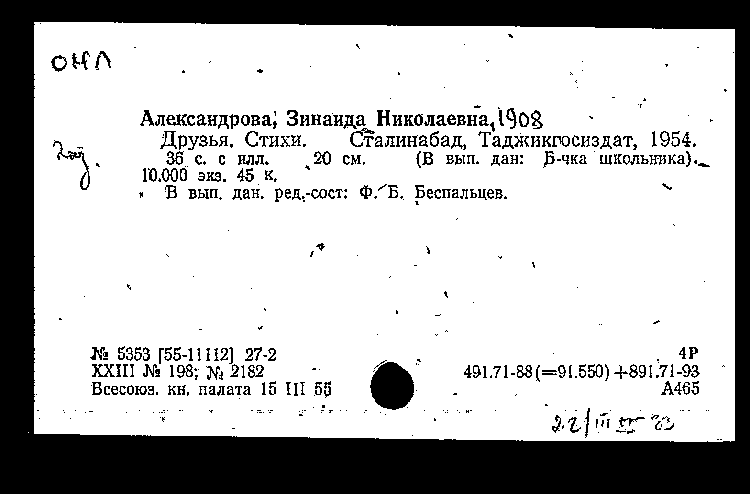 ОНЛ
Александрова, Зинаида Николаевна, 1908
Друзья. Стихи. Сталинабад, Таджикгосиздат, 1954.
36 с. с илл. 20 см. (В вып. дан: Б-чка школьника).
10.000 экз. 45 к.
В вып. дан. ред.-сост: Ф. Б. Беспальцев.
№ 5353 [55-11112] 27-2
4Р
XXIII № 198; № 2182
491.71-88(=91.550)+891.71-93
Всесоюз. кн. палата 15 III 55
А465
22/III